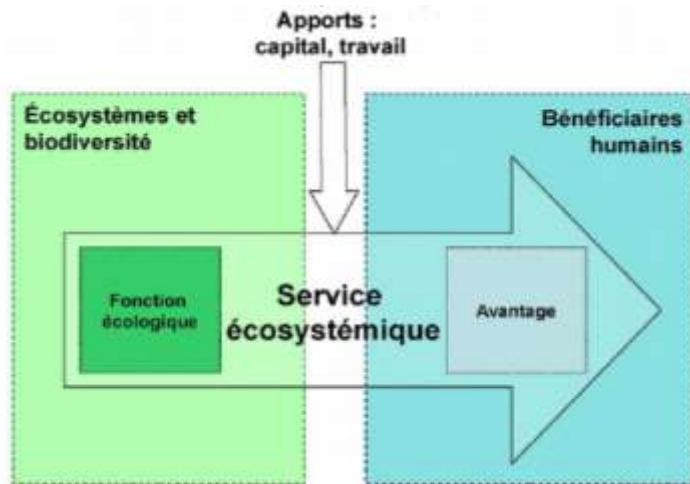 Apports :
capital, travail
Écosystèmes et
biodiversité
Bénéficiaires
humains
Fonction
écologique
Service
écosystémique
Avantage